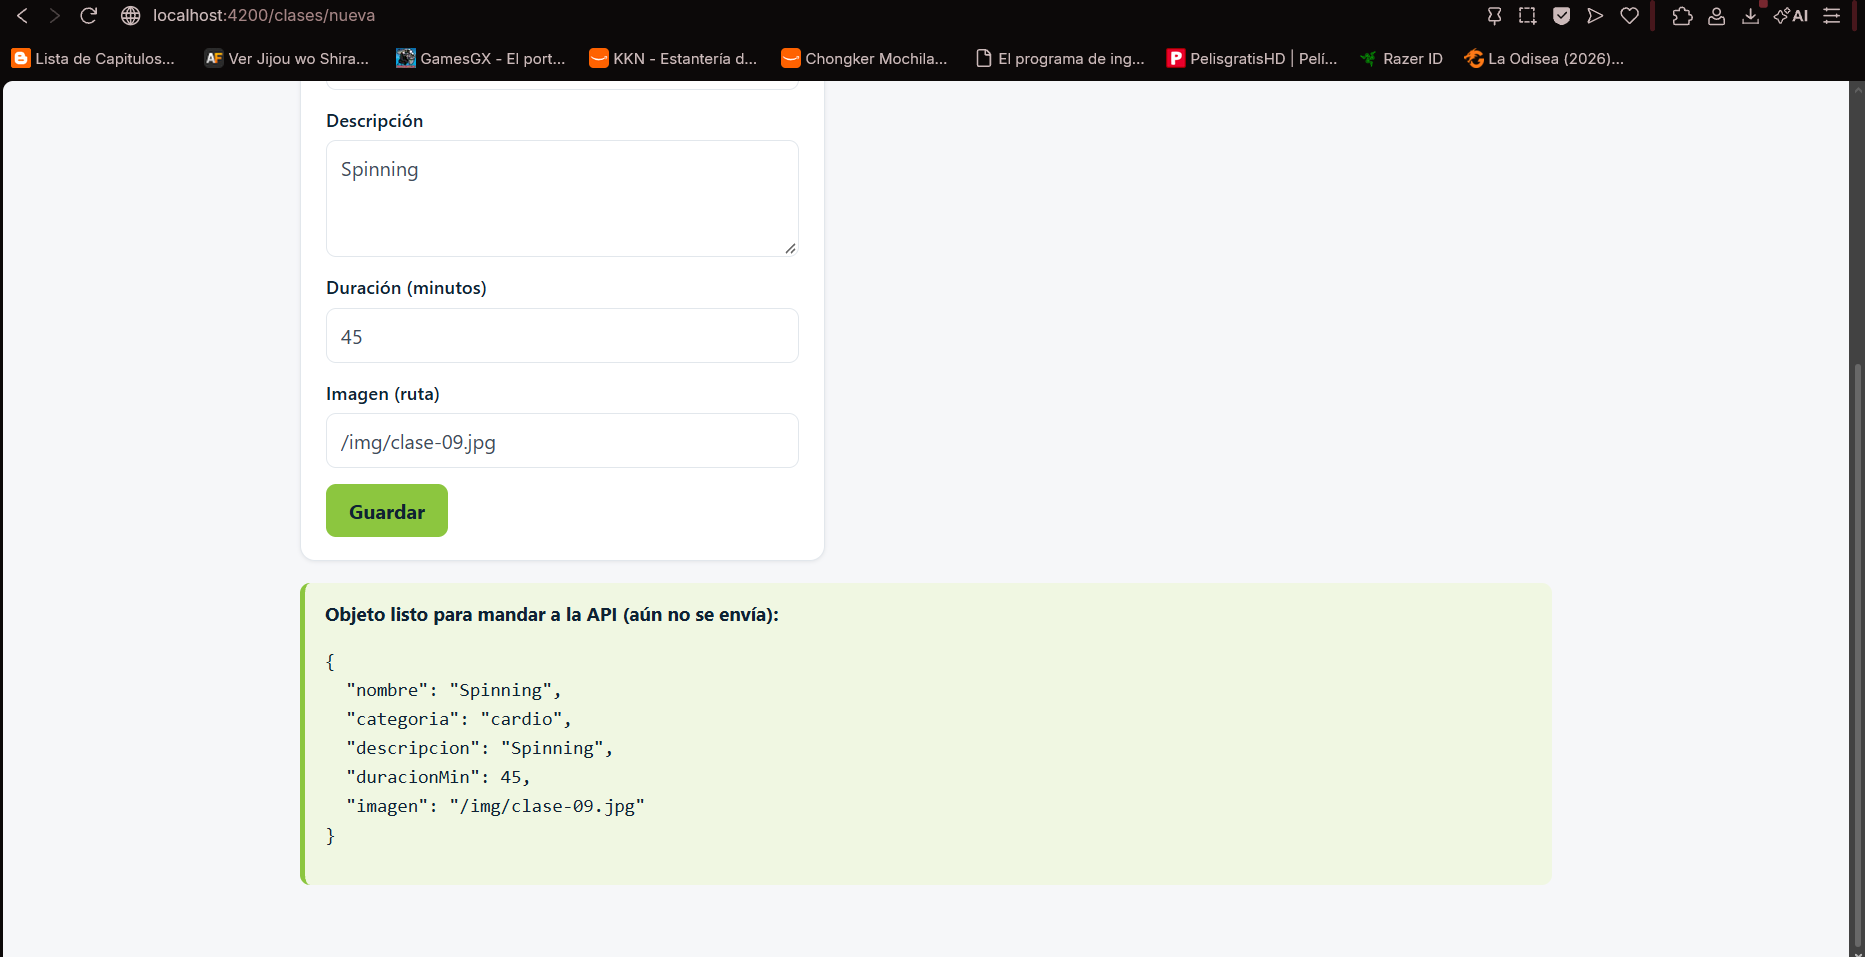 localhost:4200/clases/nueva
AI
Lista de Capitulos...
Ver Jijou wo Shira...
GamesGX - El port...
KKN - Estantería d...
Chongker Mochila...
El programa de ing...
PelisgratisHD | Pelí...
Razer ID
La Odisea (2026)...
Descripción
Spinning
Duración (minutos)
45
Imagen (ruta)
/img/clase-09.jpg
Guardar
Objeto listo para mandar a la API (aún no se envía):
{
"nombre": "Spinning",
"categoria": "cardio",
"descripcion": "Spinning",
"duracionMin": 45,
"imagen": "/img/clase-09.jpg"
}